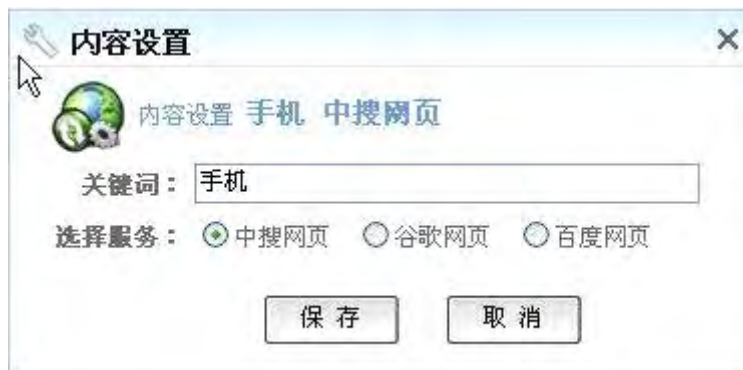 内容设置
内容设置 手机 中搜网页
关键词： 手机
选择服务： 中搜网页 谷歌网页 百度网页
保存 取消